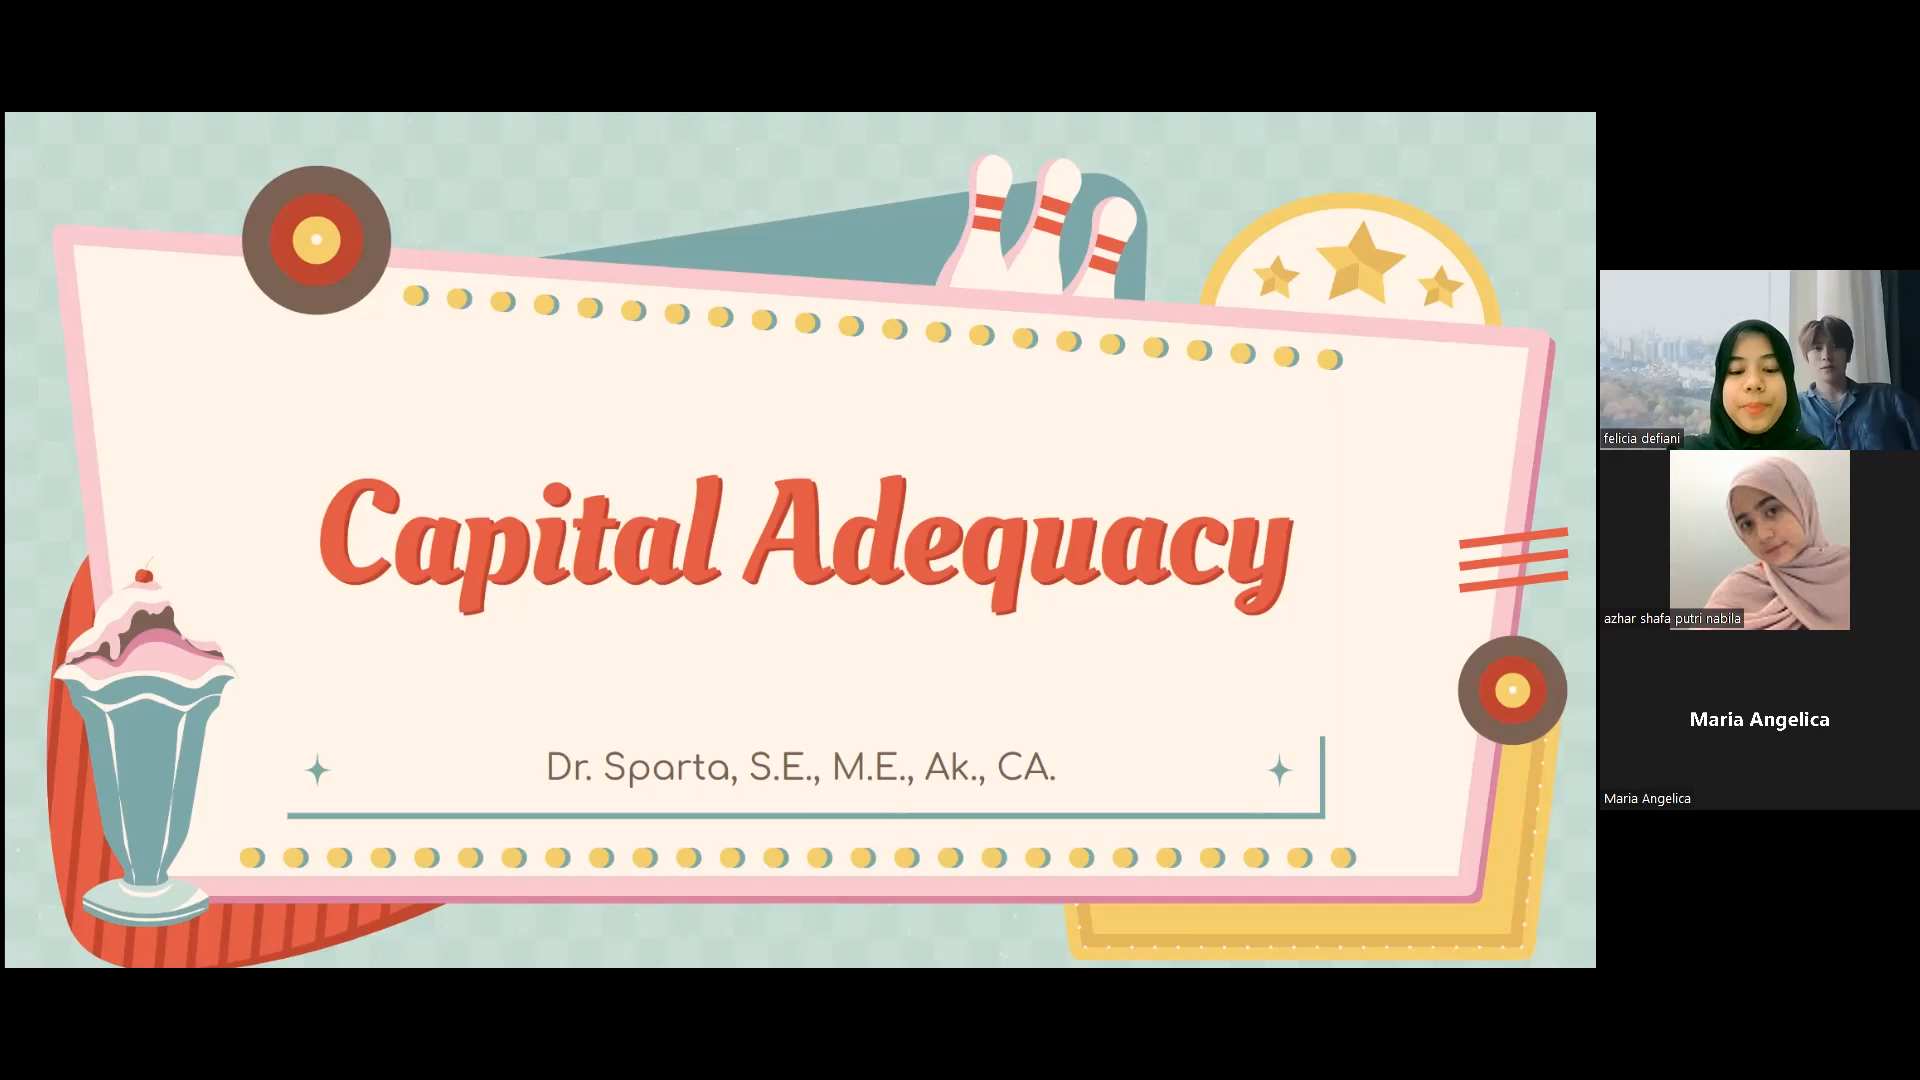 Capital Adequacy
Dr. Sparta, S.E., M.E., Ak., CA.
felicia defiani
azhar shafa putri nabila
Maria Angelica
Maria Angelica